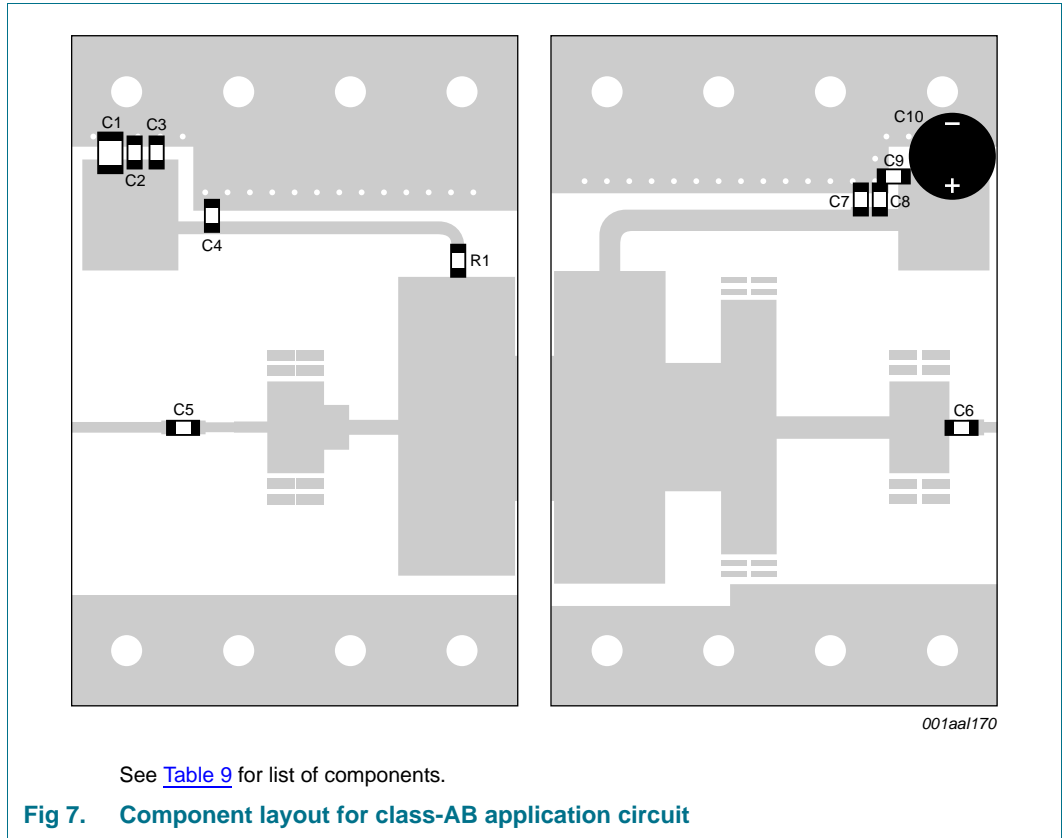 C1 C3
C2
C4
R1
C5
C10
C9
C7 C8
C6
−
+
001aal170
See Table 9 for list of components.
Fig 7. Component layout for class-AB application circuit